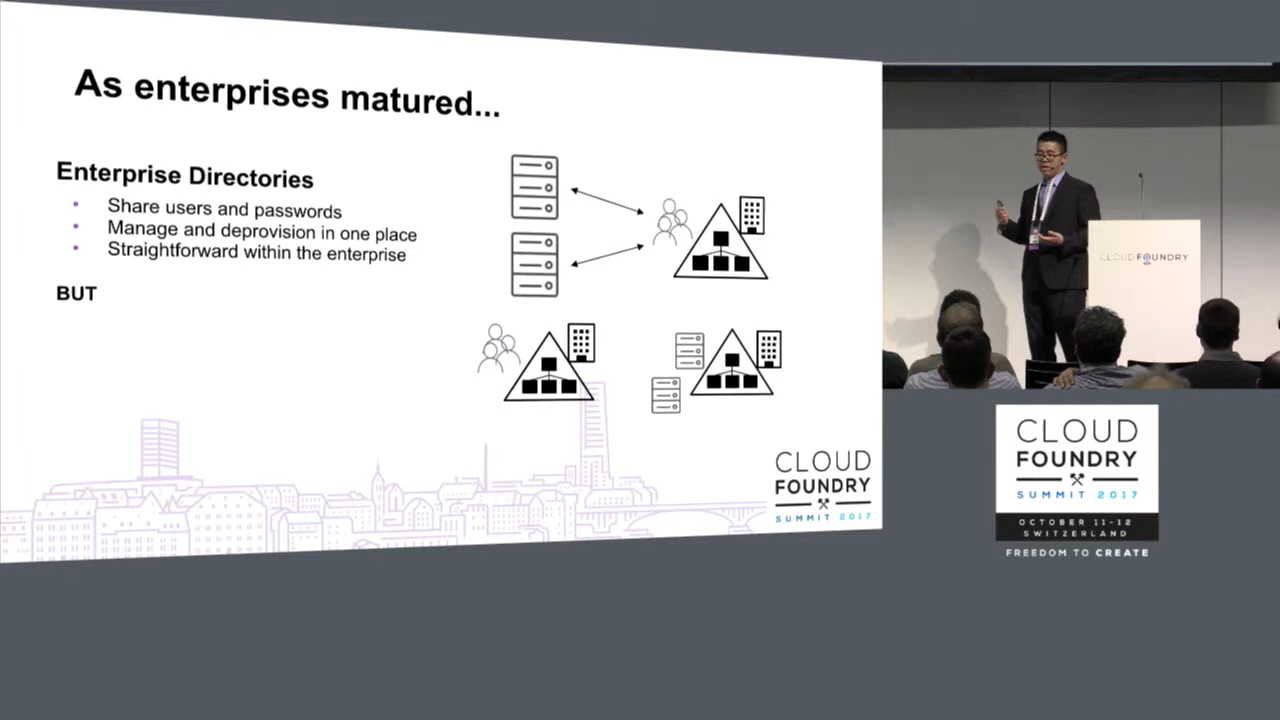 As enterprises matured...
Enterprise Directories
• Share users and passwords
• Manage and deprovision in one place
• Straightforward within the enterprise
BUT
CLOUD
FOUNDRY
SUMMIT 2017
CLOUD FOUNDRY
CLOUD
FOUNDRY
SUMMIT 2017
OCTOBER 11-12
SWITZERLAND
FREEDOM TO CREATE